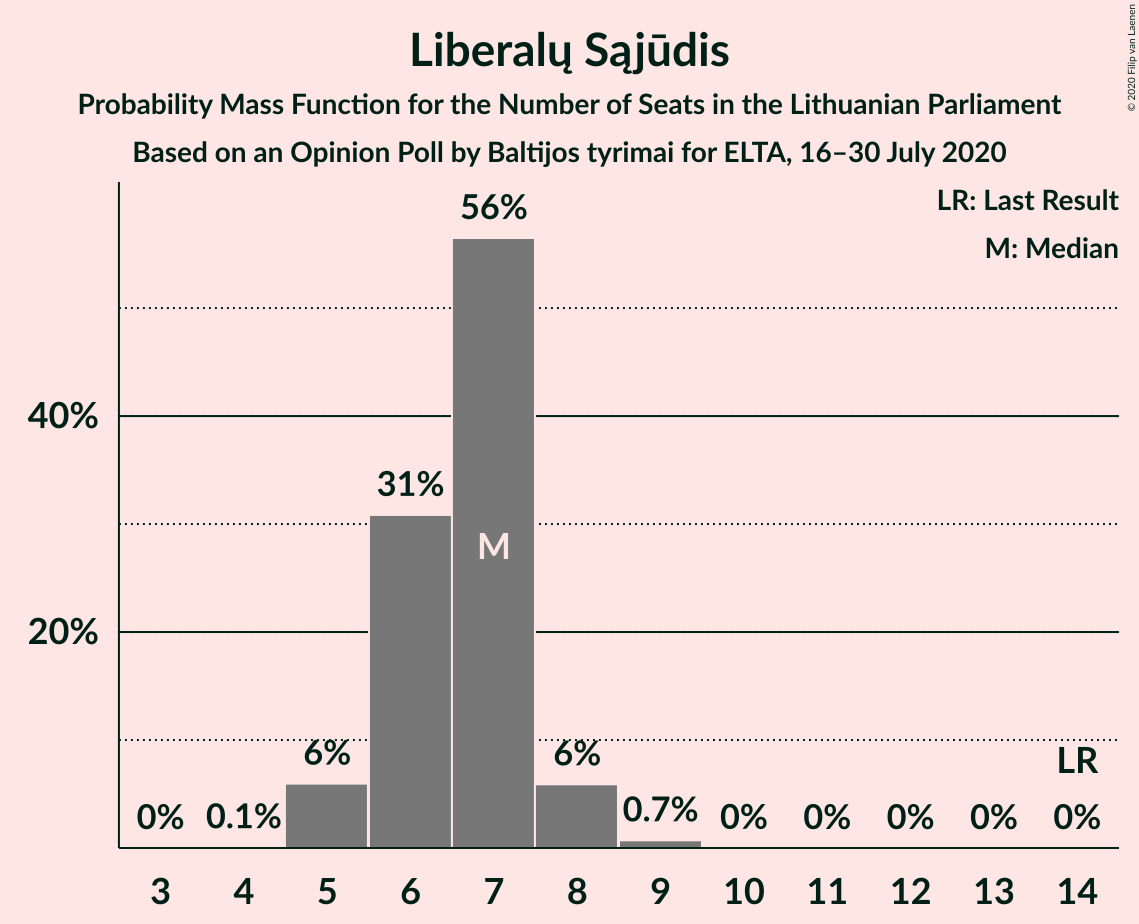 Liberalų Sąjūdis
Probability Mass Function for the Number of Seats in the Lithuanian Parliament
Based on an Opinion Poll by Baltijos tyrimai for ELTA, 16–30 July 2020
© 2020 Filip van Laenen
LR: Last Result
M: Median
56%
40%
31%
M
20%
6%
6%
LR
0%
0.1%
0.7%
0%
0%
0%
0%
0%
3 4 5 6 7 8 9 10 11 12 13 14